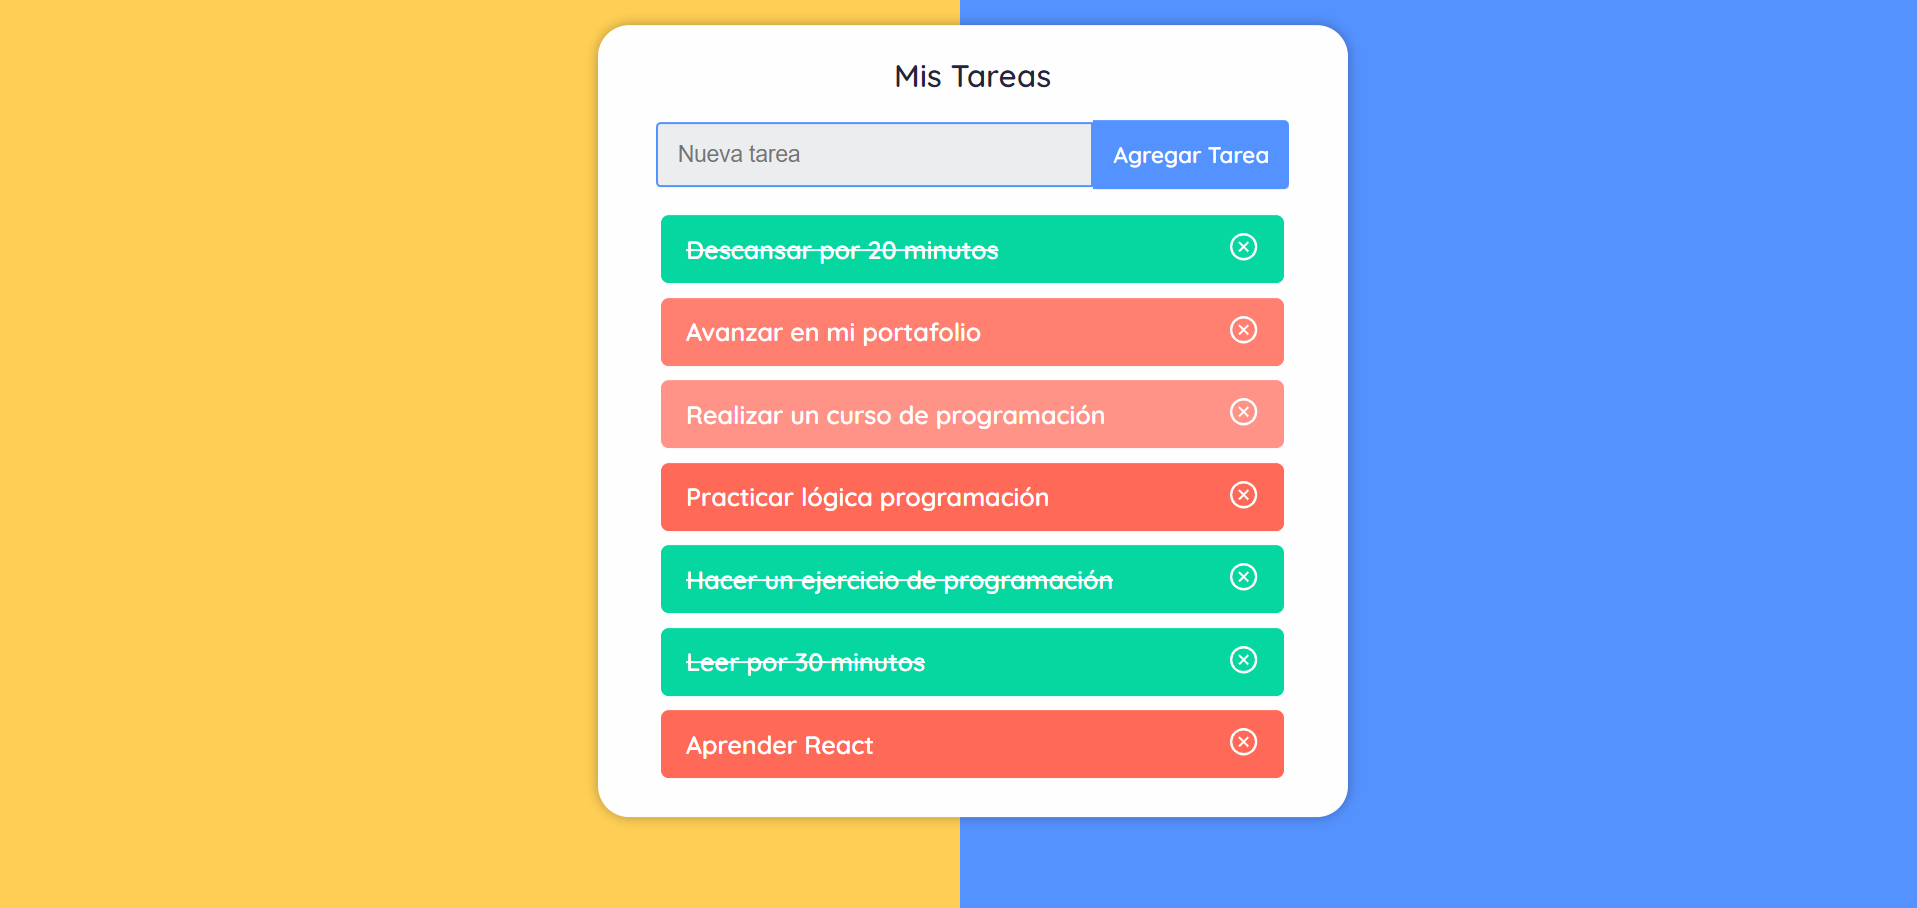 Mis Tareas
Nueva tarea
Agregar Tarea
Descansar por 20 minutos
Avanzar en mi portafolio
Realizar un curso de programación
Practicar lógica programación
Hacer un ejercicio de programación
Leer por 30 minutos
Aprender React